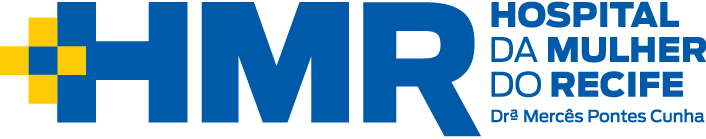 HMR
HOSPITAL
DA MULHER
DO RECIFE
Drª Mercês Pontes Cunha